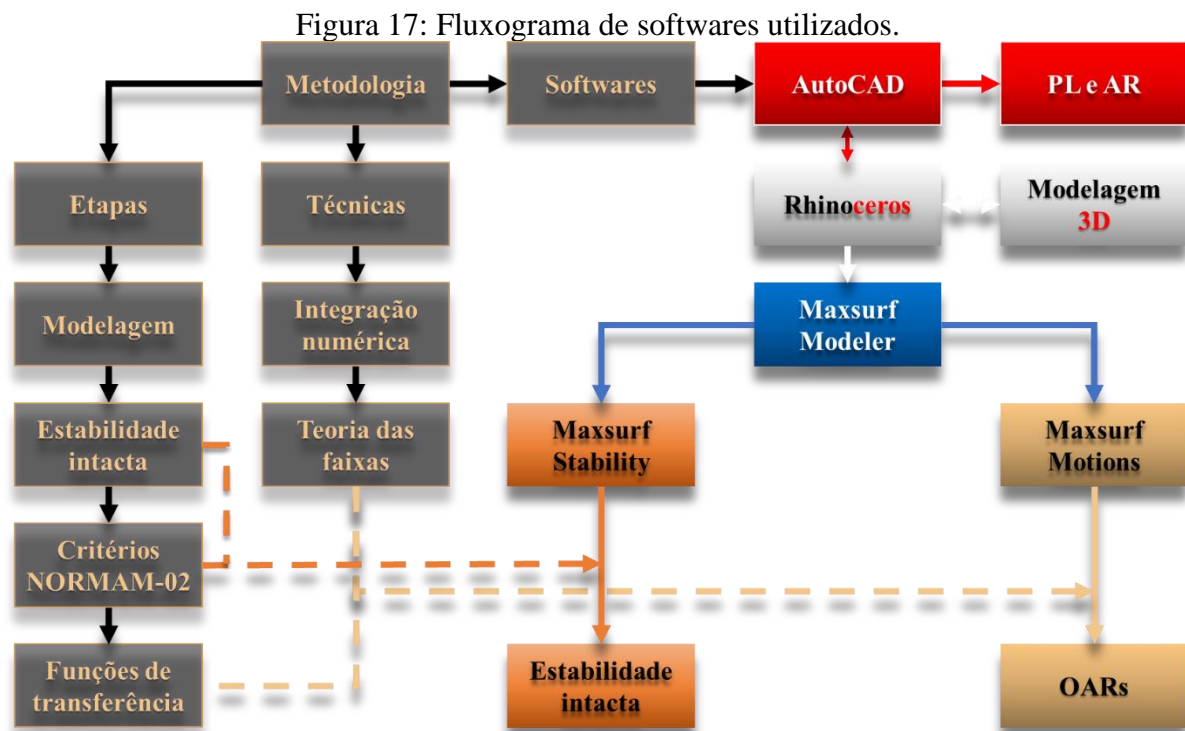 Figura 17: Fluxograma de softwares utilizados.
Metodologia
Softwares
AutoCAD
PL e AR
Etapas
Técnicas
Rhinoceros
Modelagem
3D
Modelagem
Integração
numérica
Maxsurf
Modeler
Estabilidade
intacta
Teoria das
faixas
Maxsurf
Stability
Maxsurf
Motions
Critérios
NORMAM-02
Funções de
transferência
Estabilidade
intacta
OARs